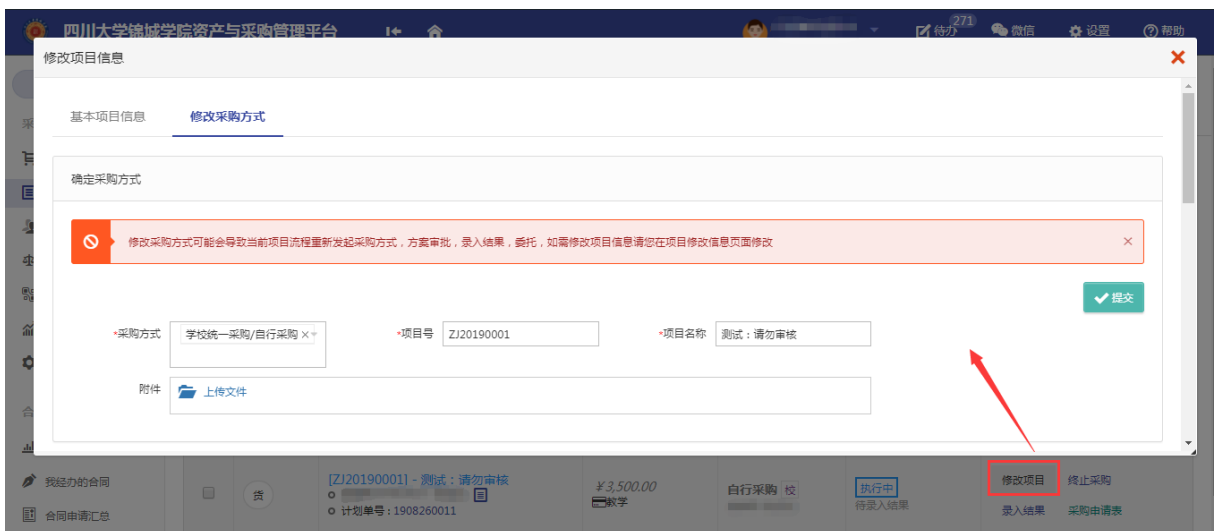 四川大学锦城学院资产与采购管理平台
待办 271
微信
设置
帮助
修改项目信息
基本项目信息
修改采购方式
采
确定采购方式
修改采购方式可能会导致当前项目流程重新发起采购方式，方案审批，录入结果，委托，如需修改项目信息请您在项目修改信息页面修改
提交
*采购方式 学校统一采购/自行采购 ×
*项目号 ZJ20190001
*项目名称 测试：请勿审核
附件 上传文件
合
我经办的合同
合同申请汇总
货
[ZJ20190001] - 测试：请勿审核
计划单号：1908260011
¥3,500.00
教学
自行采购 校
执行中
待录入结果
修改项目 终止采购
录入结果 采购申请表